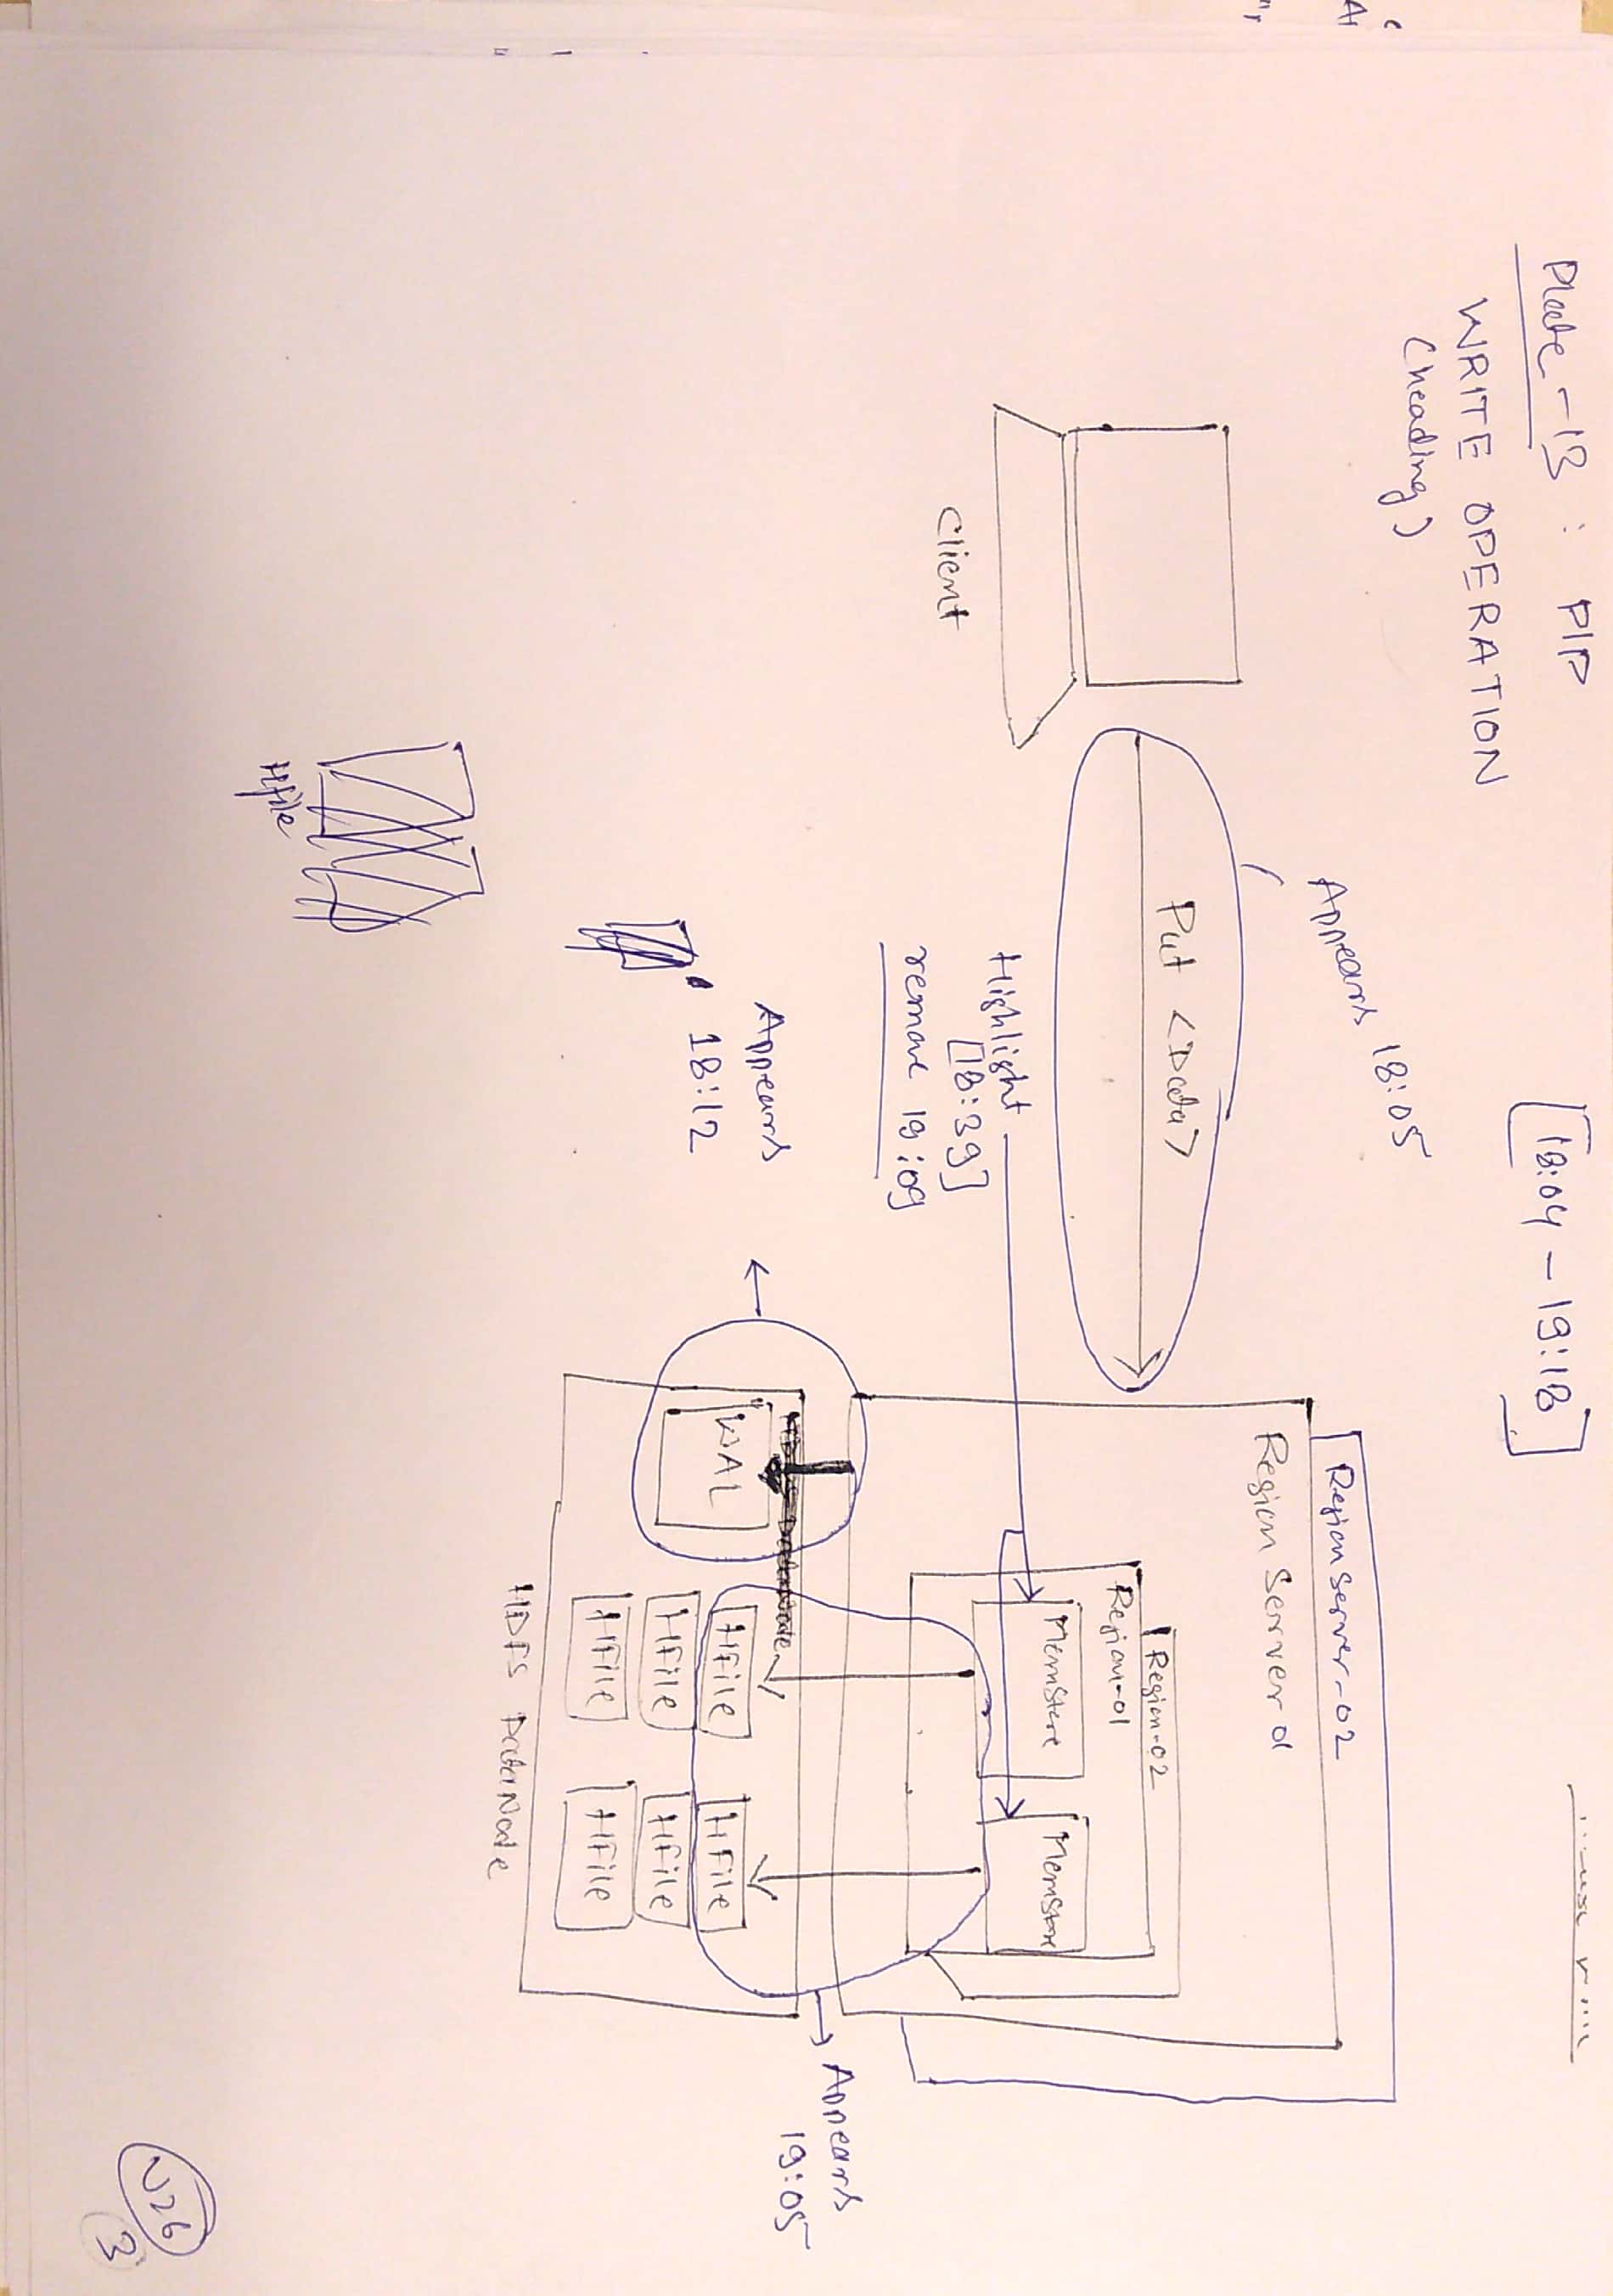 Plate-13 : PIP
[18:04 - 19:18]
WRITE OPERATION
(heading)
Appears 18:05
Region Server-02
Region Server 01
Put <Data>
Region-02
Region-01
MemStore
MemStore
Highlight
[18:39]
remove 19:09
Client
Appears
19:05
HDFS DataNode
Appears
18:12
WAL
HFile
HFile
HFile
HFile
HFile
HFile
HDFS DataNode
Hfile
U26
3